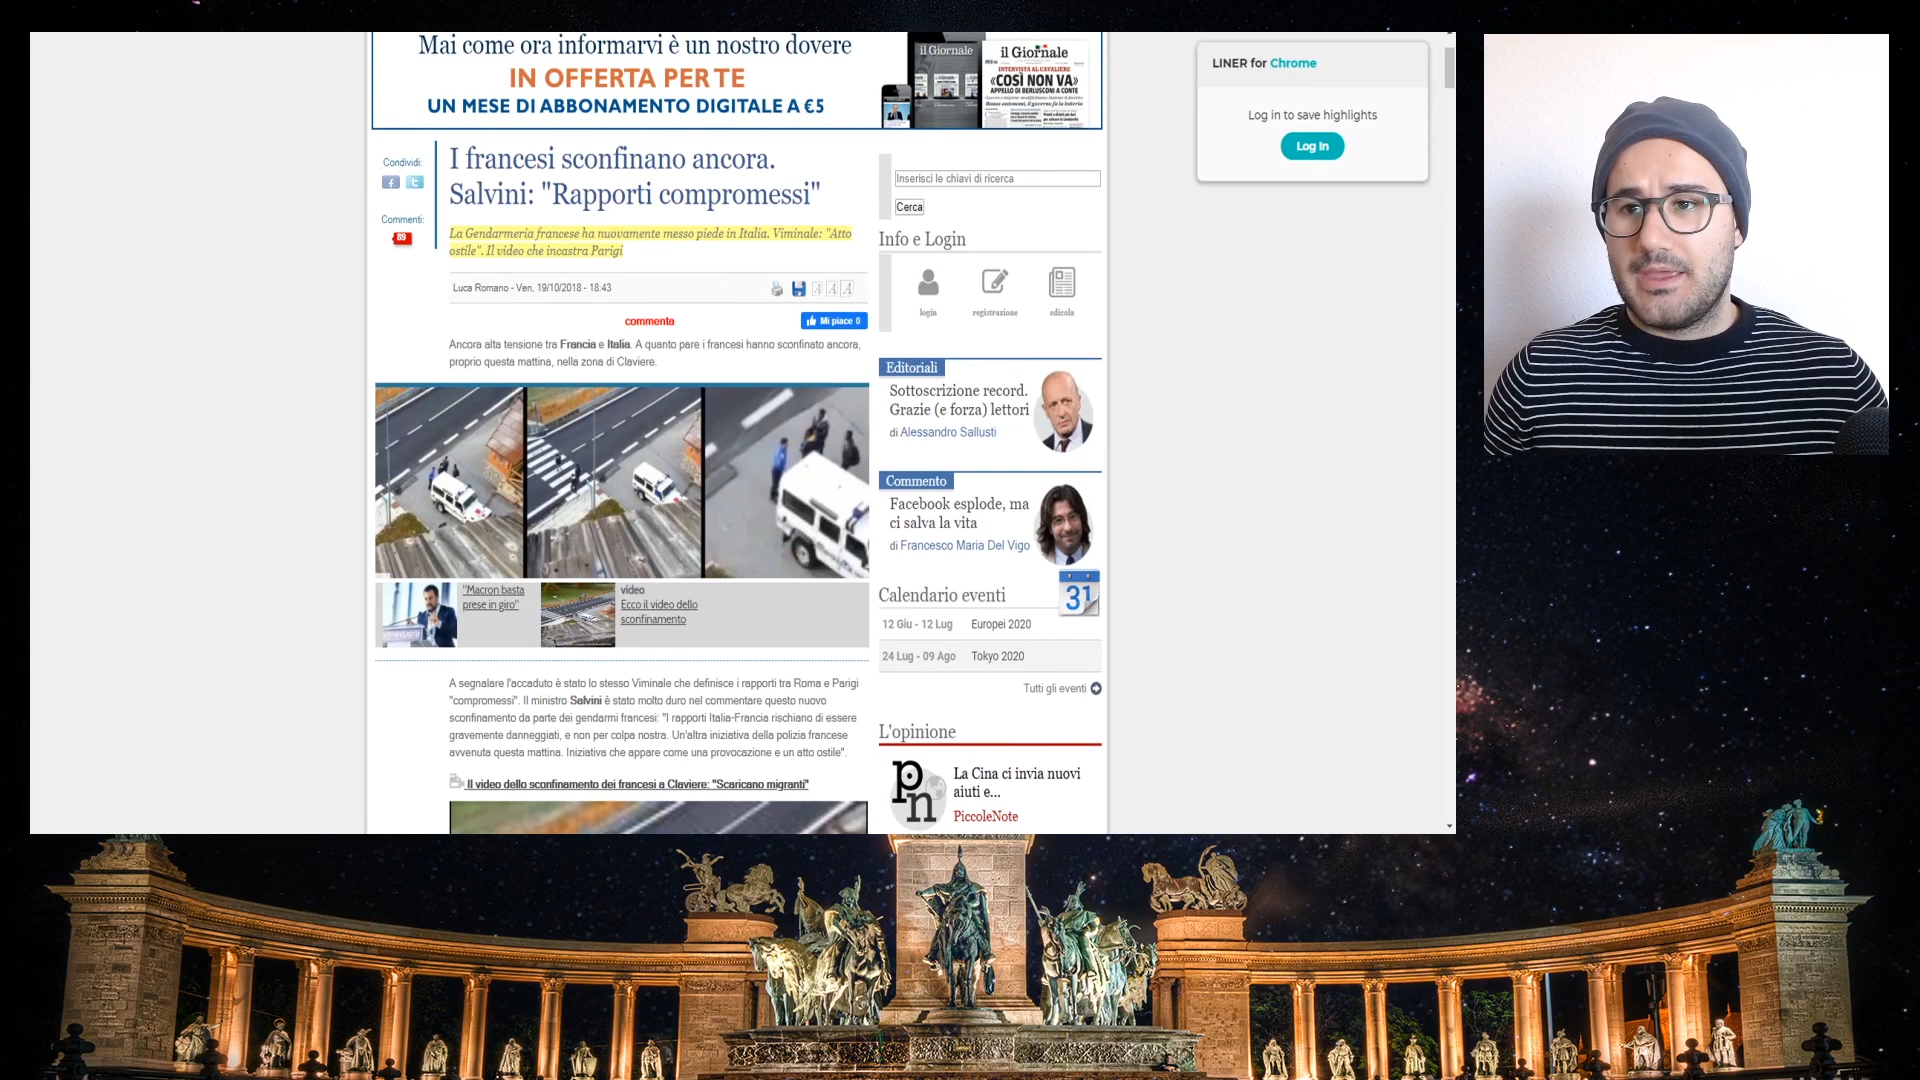 Mai come ora informarvi è un nostro dovere
IN OFFERTA PER TE
UN MESE DI ABBONAMENTO DIGITALE A €5
il Giornale
il Giornale
INTERVISTA AL CAVALIERE
«COSÌ NON VA»
APPELLO DI BERLUSCONI A CONTE
LINER for Chrome
Log in to save highlights
Log In
Condividi:
Commenti:
89
I francesi sconfinano ancora.
Salvini: "Rapporti compromessi"
La Gendarmeria francese ha nuovamente messo piede in Italia. Viminale: "Atto
ostile". Il video che incastra Parigi
Luca Romano - Ven, 19/10/2018 - 18:43
A A A
commenta
Mi piace 0
Ancora alta tensione tra Francia e Italia. A quanto pare i francesi hanno sconfinato ancora,
proprio questa mattina, nella zona di Claviere.
"Macron basta
prese in giro"
video
Ecco il video dello
sconfinamento
A segnalare l'accaduto è stato lo stesso Viminale che definisce i rapporti tra Roma e Parigi
"compromessi". Il ministro Salvini è stato molto duro nel commentare questo nuovo
sconfinamento da parte dei gendarmi francesi: "I rapporti Italia-Francia rischiano di essere
gravemente danneggiati, e non per colpa nostra. Un'altra iniziativa della polizia francese
avvenuta questa mattina. Iniziativa che appare come una provocazione e un atto ostile".
Il video dello sconfinamento dei francesi a Claviere: "Scaricano migranti"
Inserisci le chiavi di ricerca
Cerca
Info e Login
login
registrazione
edicola
Editoriali
Sottoscrizione record.
Grazie (e forza) lettori
di Alessandro Sallusti
Commento
Facebook esplode, ma
ci salva la vita
di Francesco Maria Del Vigo
Calendario eventi
31
12 Giu - 12 Lug Europei 2020
24 Lug - 09 Ago Tokyo 2020
Tutti gli eventi
L'opinione
pn
La Cina ci invia nuovi
aiuti e...
PiccoleNote